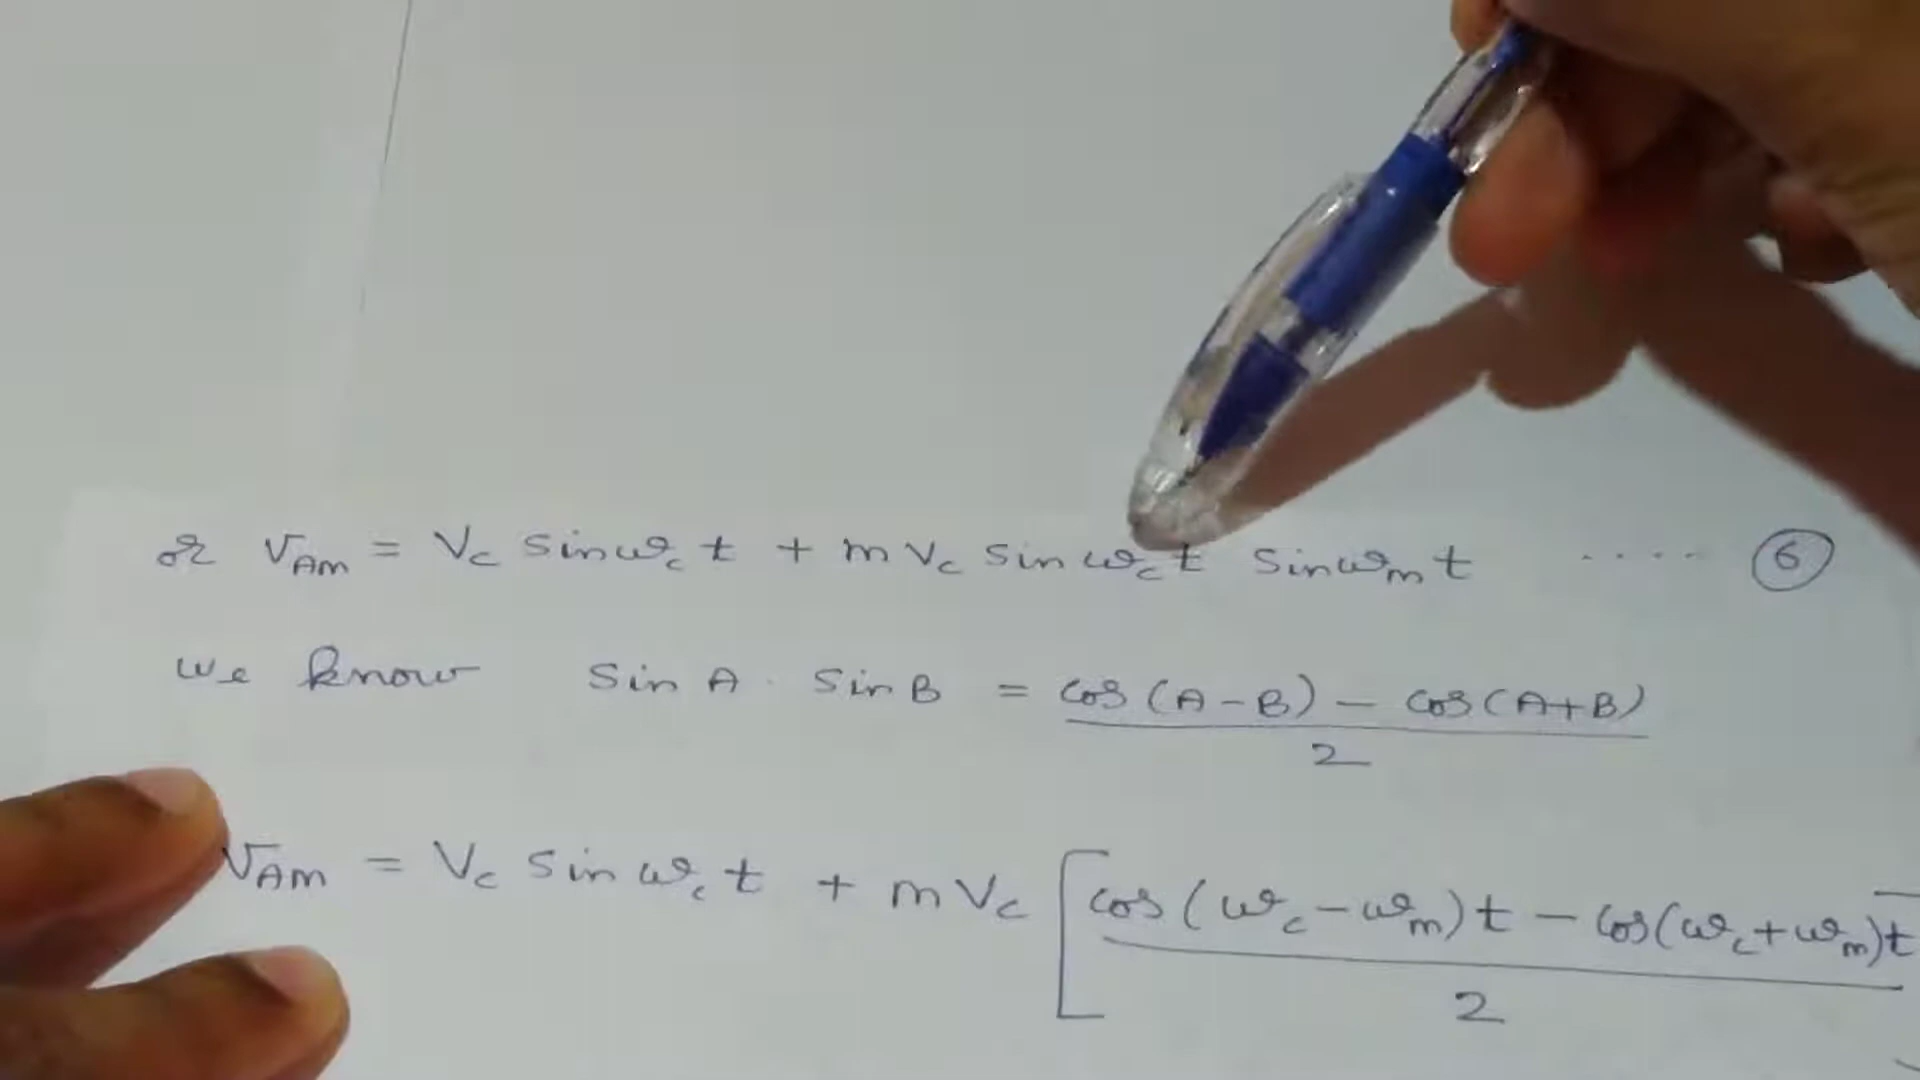 or VAM = Vc sin ωc t + m Vc sin ωc t sin ωm t .... 6
we know sin A . sin B = cos (A - B) - cos (A + B)
2
VAM = Vc sin ωc t + m Vc [ cos (ωc - ωm) t - cos (ωc + ωm) t
2